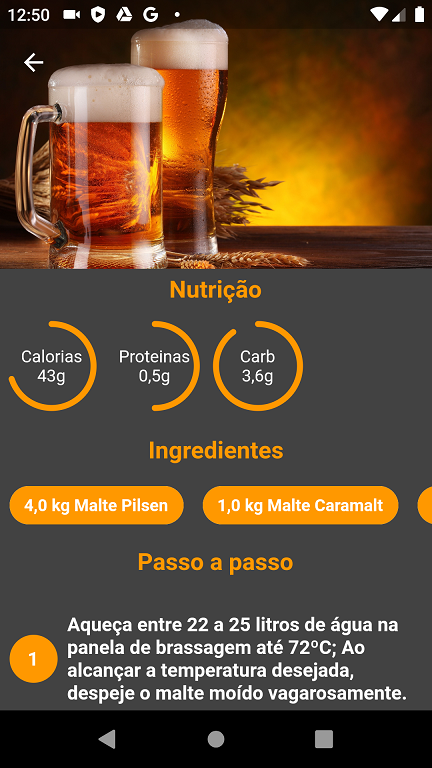 12:50
Nutrição
Calorias
43g
Proteinas
0,5g
Carb
3,6g
Ingredientes
4,0 kg Malte Pilsen
1,0 kg Malte Caramalt
Passo a passo
1
Aqueça entre 22 a 25 litros de água na
panela de brassagem até 72ºC; Ao
alcançar a temperatura desejada,
despeje o malte moído vagarosamente.